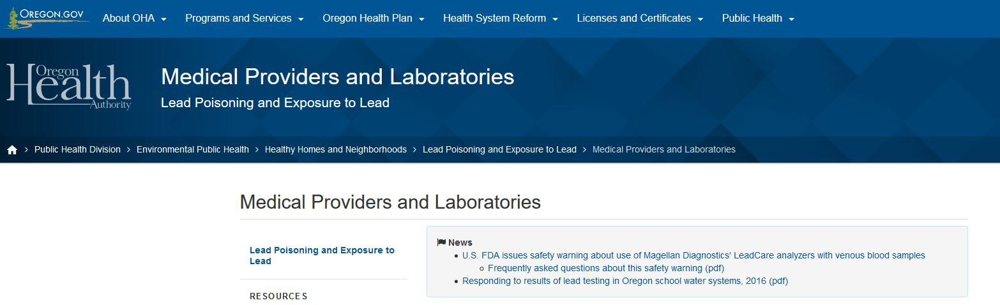 OREGON.GOV
About OHA
Programs and Services
Oregon Health Plan
Health System Reform
Licenses and Certificates
Public Health
Oregon
Health
Authority
Medical Providers and Laboratories
Lead Poisoning and Exposure to Lead
Public Health Division > Environmental Public Health > Healthy Homes and Neighborhoods > Lead Poisoning and Exposure to Lead > Medical Providers and Laboratories
Medical Providers and Laboratories
Lead Poisoning and Exposure to
Lead
RESOURCES
News
U.S. FDA issues safety warning about use of Magellan Diagnostics' LeadCare analyzers with venous blood samples
Frequently asked questions about this safety warning (pdf)
Responding to results of lead testing in Oregon school water systems, 2016 (pdf)